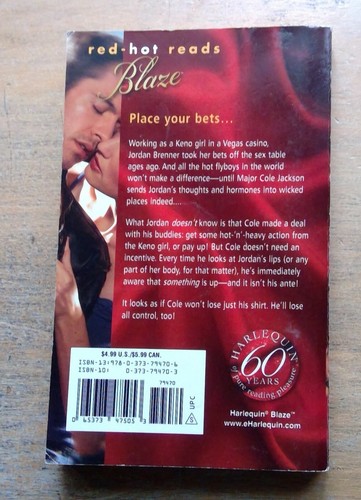 red-hot reads
Blaze
Place your bets...
Working as a Keno girl in a Vegas casino,
Jordan Brenner took her bets off the sex table
ages ago. And all the hot flyboys in the world
won't make a difference—until Major Cole Jackson
sends Jordan's thoughts and hormones into wicked
places indeed....
What Jordan doesn't know is that Cole made a deal
with his buddies: get some hot-'n'-heavy action from
the Keno girl, or pay up! But Cole doesn't need an
incentive. Every time he looks at Jordan's lips (or any
part of her body, for that matter), he's immediately
aware that something is up—and it isn't his ante!
It looks as if Cole won't lose just his shirt. He'll lose
all control, too!
$4.99 U.S./$5.99 CAN.
ISBN-13:978-0-373-79470-6
ISBN-10: 0-373-79470-3
79470
0 65373 47505 3
S UPC
HARLEQUIN
60
YEARS
of pure reading pleasure
Harlequin® Blaze™
www.eHarlequin.com